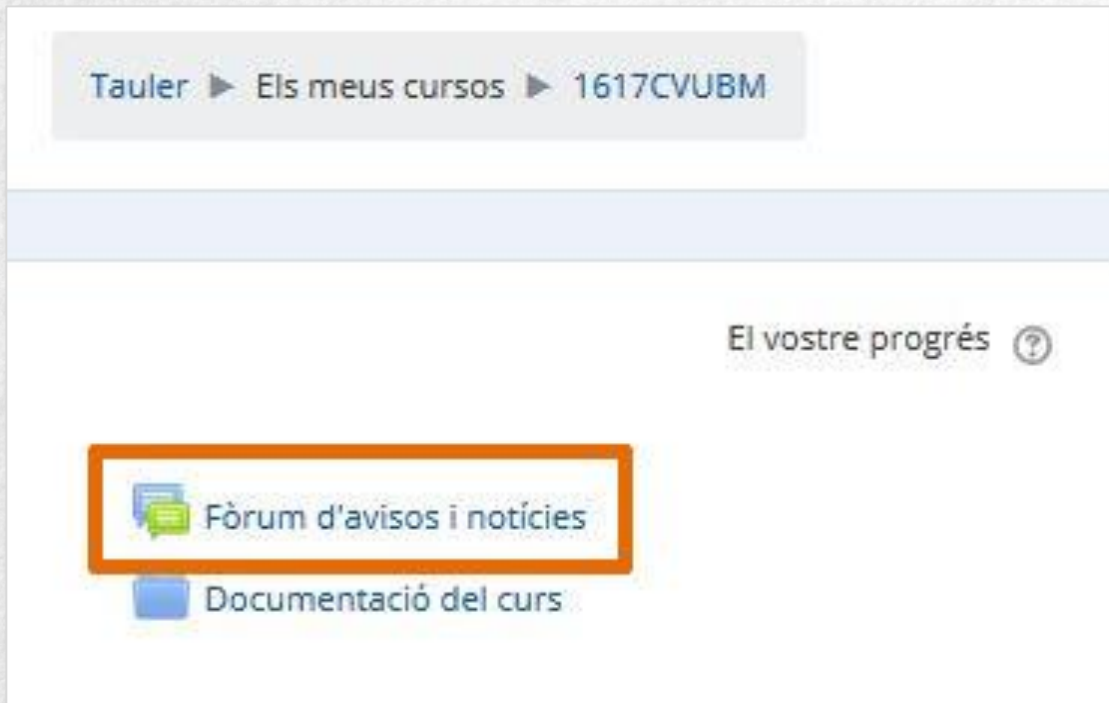 Tauler ▶ Els meus cursos ▶ 1617CVUBM
El vostre progrés
Fòrum d'avisos i notícies
Documentació del curs